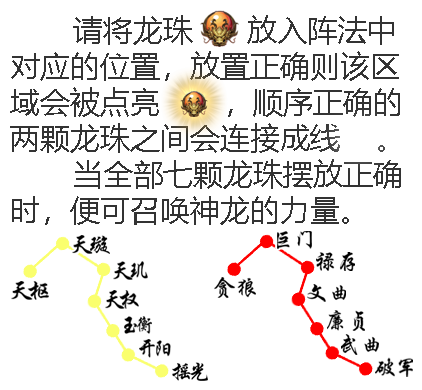 请将龙珠放入阵法中
对应的位置，放置正确则该区
域会被点亮，顺序正确的
两颗龙珠之间会连接成线。
当全部七颗龙珠摆放正确
时，便可召唤神龙的力量。
天璇
天玑
天枢
天权
玉衡
开阳
摇光
巨门
禄存
贪狼
文曲
廉贞
武曲
破军